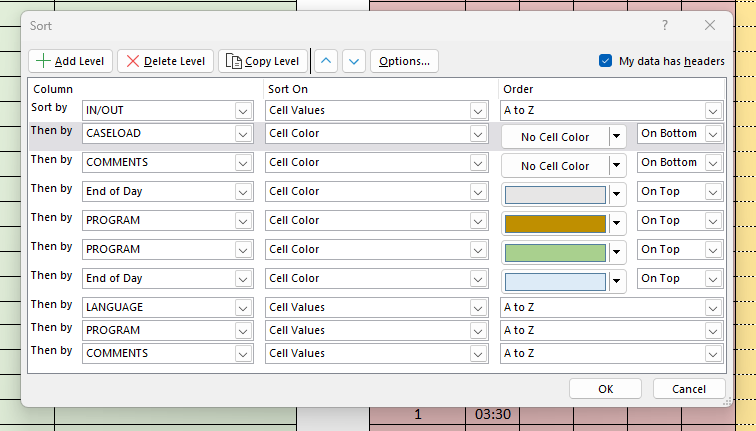 Sort ? ×
Add Level Delete Level Copy Level Options... My data has headers
Column Sort On Order
Sort by IN/OUT Cell Values A to Z
Then by CASELOAD Cell Color No Cell Color On Bottom
Then by COMMENTS Cell Color No Cell Color On Bottom
Then by End of Day Cell Color On Top
Then by PROGRAM Cell Color On Top
Then by PROGRAM Cell Color On Top
Then by End of Day Cell Color On Top
Then by LANGUAGE Cell Values A to Z
Then by PROGRAM Cell Values A to Z
Then by COMMENTS Cell Values A to Z
OK Cancel
1 03:30